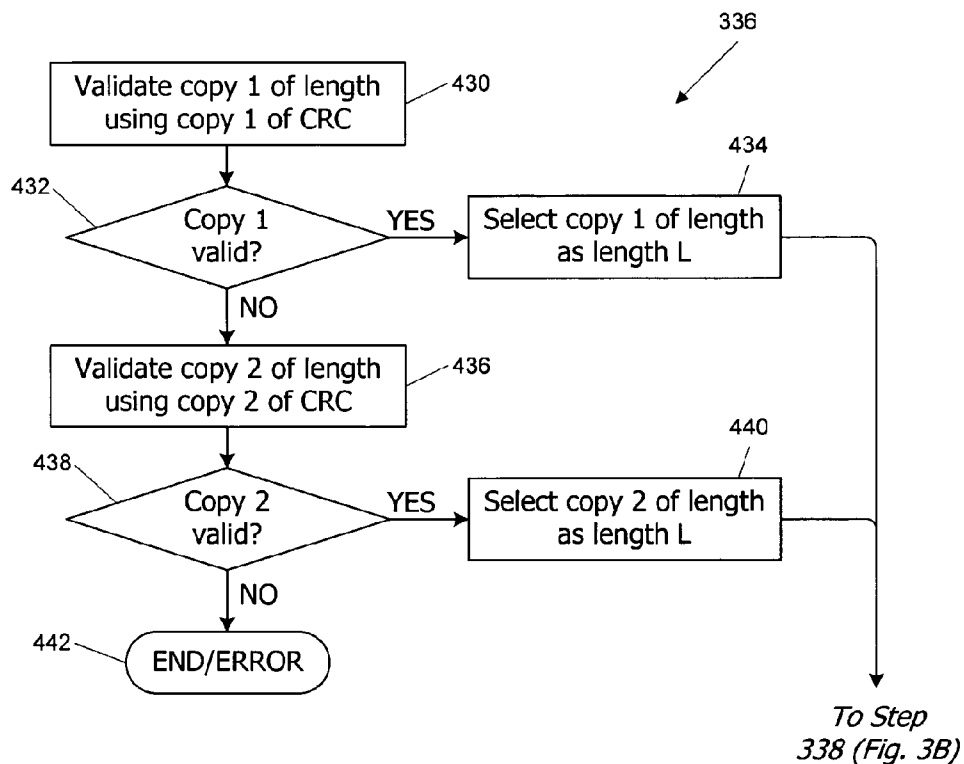 336
Validate copy 1 of length
using copy 1 of CRC
430
432
Copy 1
valid?
YES
434
Select copy 1 of length
as length L
NO
Validate copy 2 of length
using copy 2 of CRC
436
438
Copy 2
valid?
YES
440
Select copy 2 of length
as length L
NO
442
END/ERROR
To Step
338 (Fig. 3B)